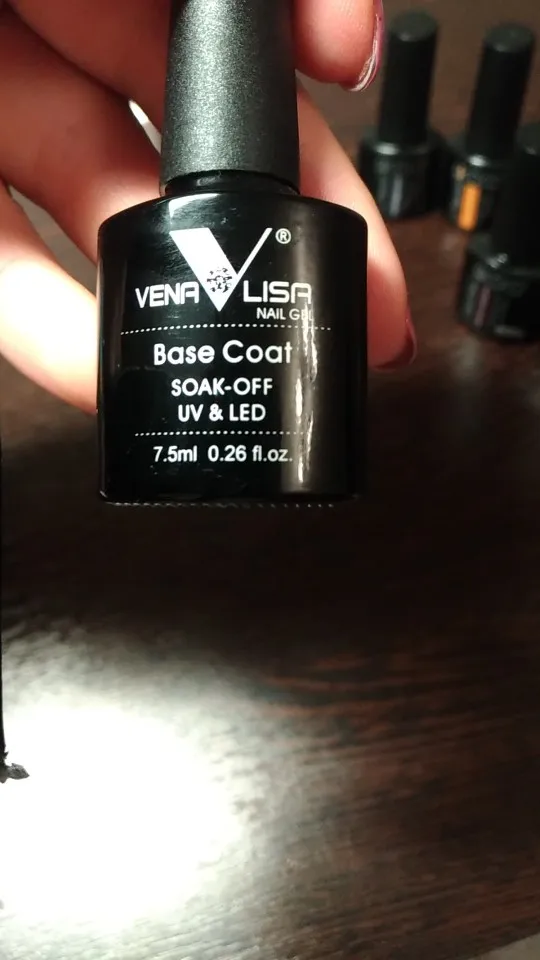 VENA LISA ®
NAIL GEL
Base Coat
SOAK-OFF
UV & LED
7.5ml 0.26 fl.oz.